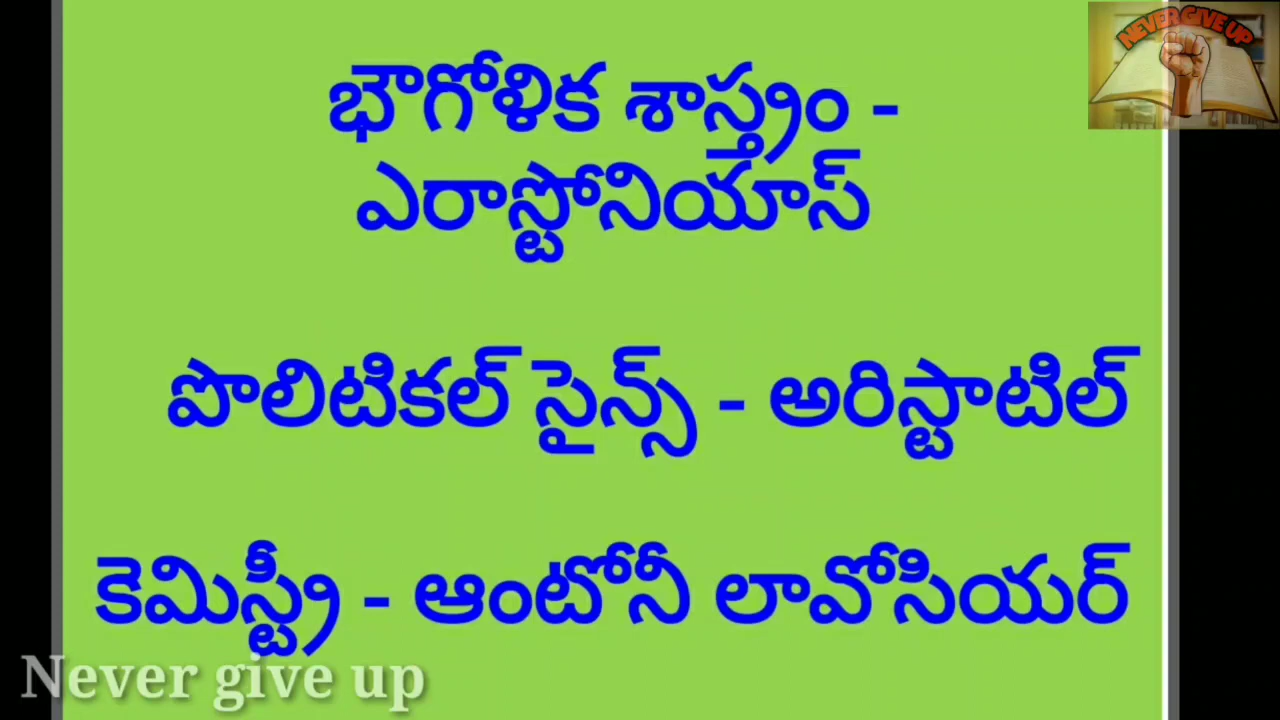 NEVER GIVE UP
భౌగోళిక శాస్త్రం -
ఎరాస్టోనియాస్
పొలిటికల్ సైన్స్ - అరిస్టాటిల్
కెమిస్ట్రీ - ఆంటోనీ లావోసియర్
Never give up